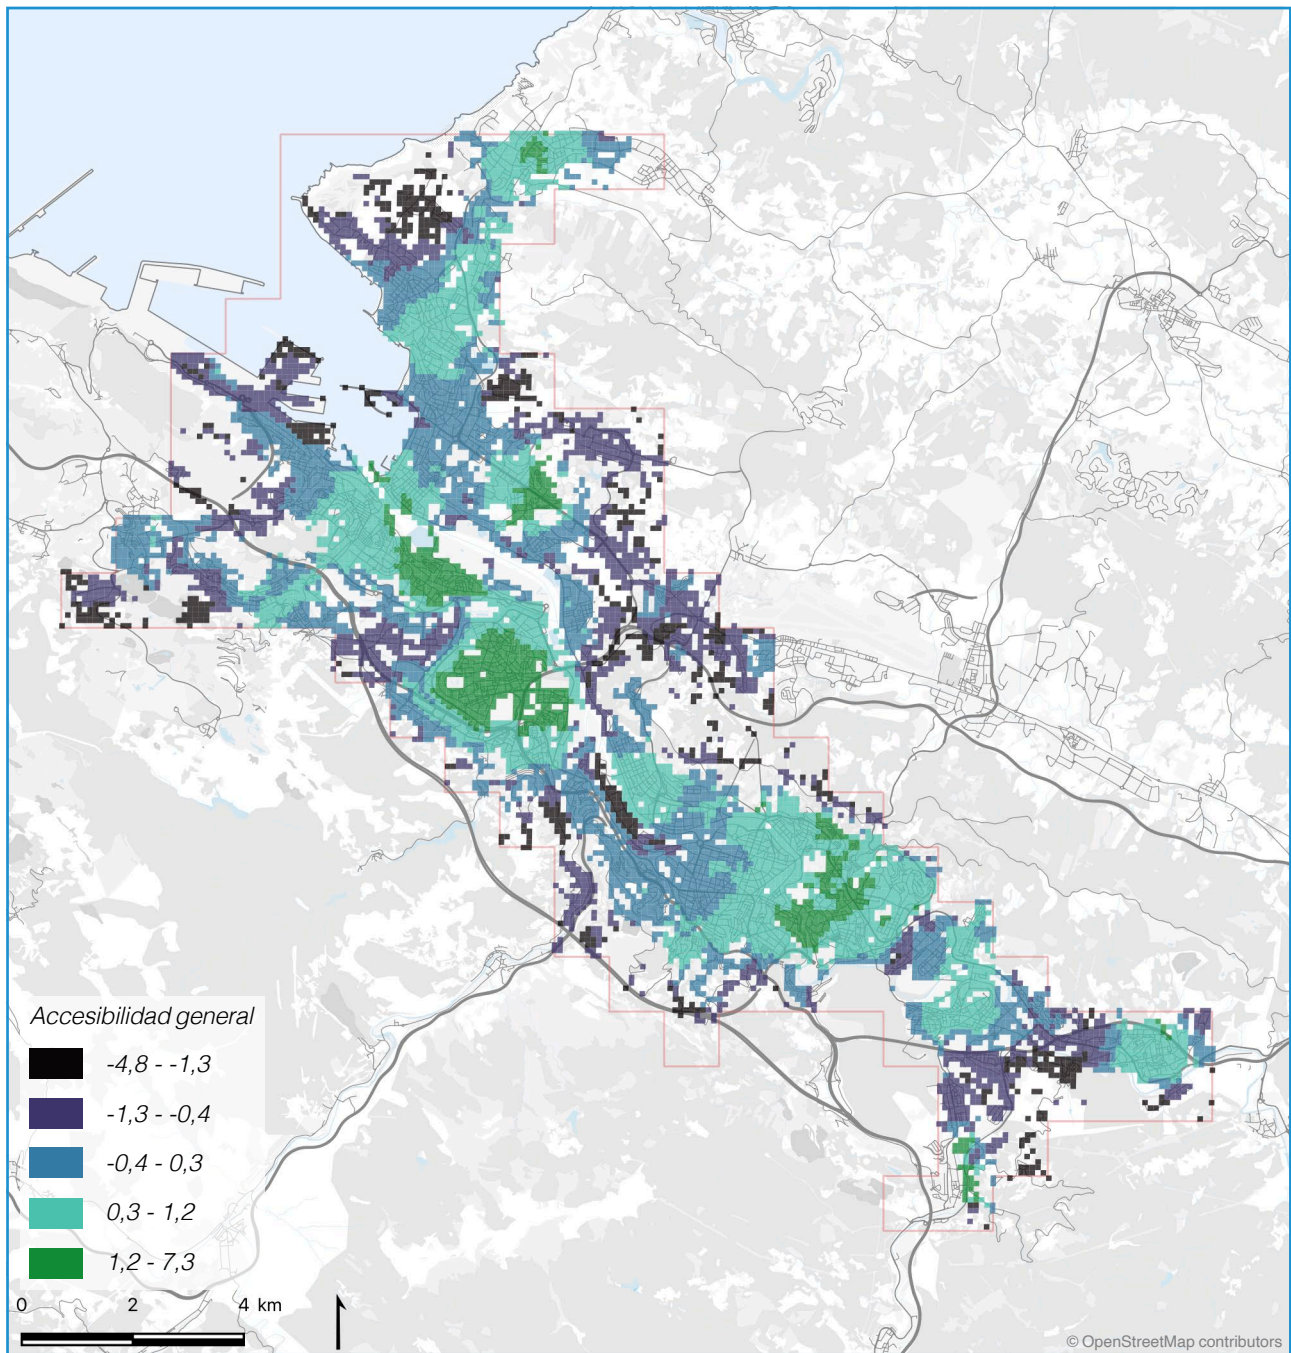 Accesibilidad general
-4,8 - -1,3
-1,3 - -0,4
-0,4 - 0,3
0,3 - 1,2
1,2 - 7,3
0 2 4 km
© OpenStreetMap contributors